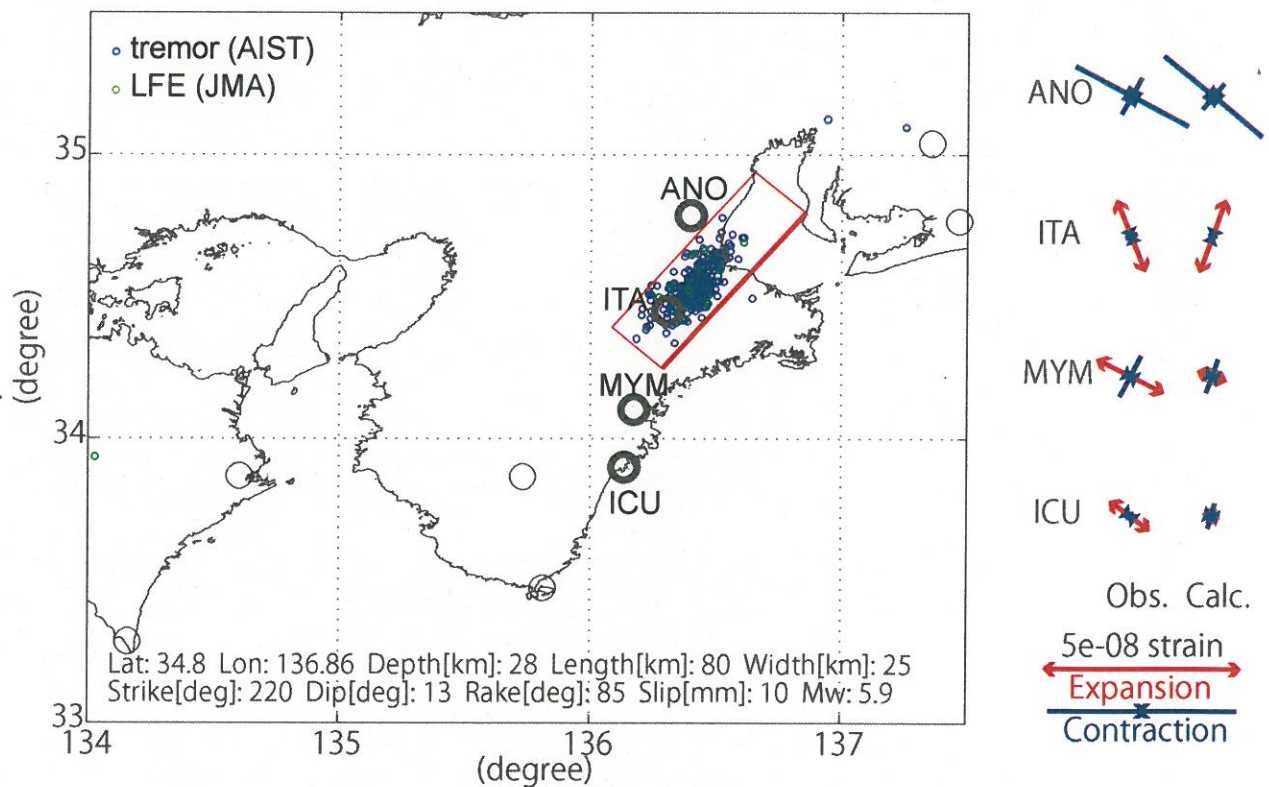 tremor (AIST)
LFE (JMA)
35
34
33
134
135
136
137
(degree)
(degree)
ANO
ITA
MYM
ICU
Lat: 34.8 Lon: 136.86 Depth[km]: 28 Length[km]: 80 Width[km]: 25
Strike[deg]: 220 Dip[deg]: 13 Rake[deg]: 85 Slip[mm]: 10 Mw: 5.9
ANO
ITA
MYM
ICU
Obs. Calc.
5e-08 strain
Expansion
Contraction